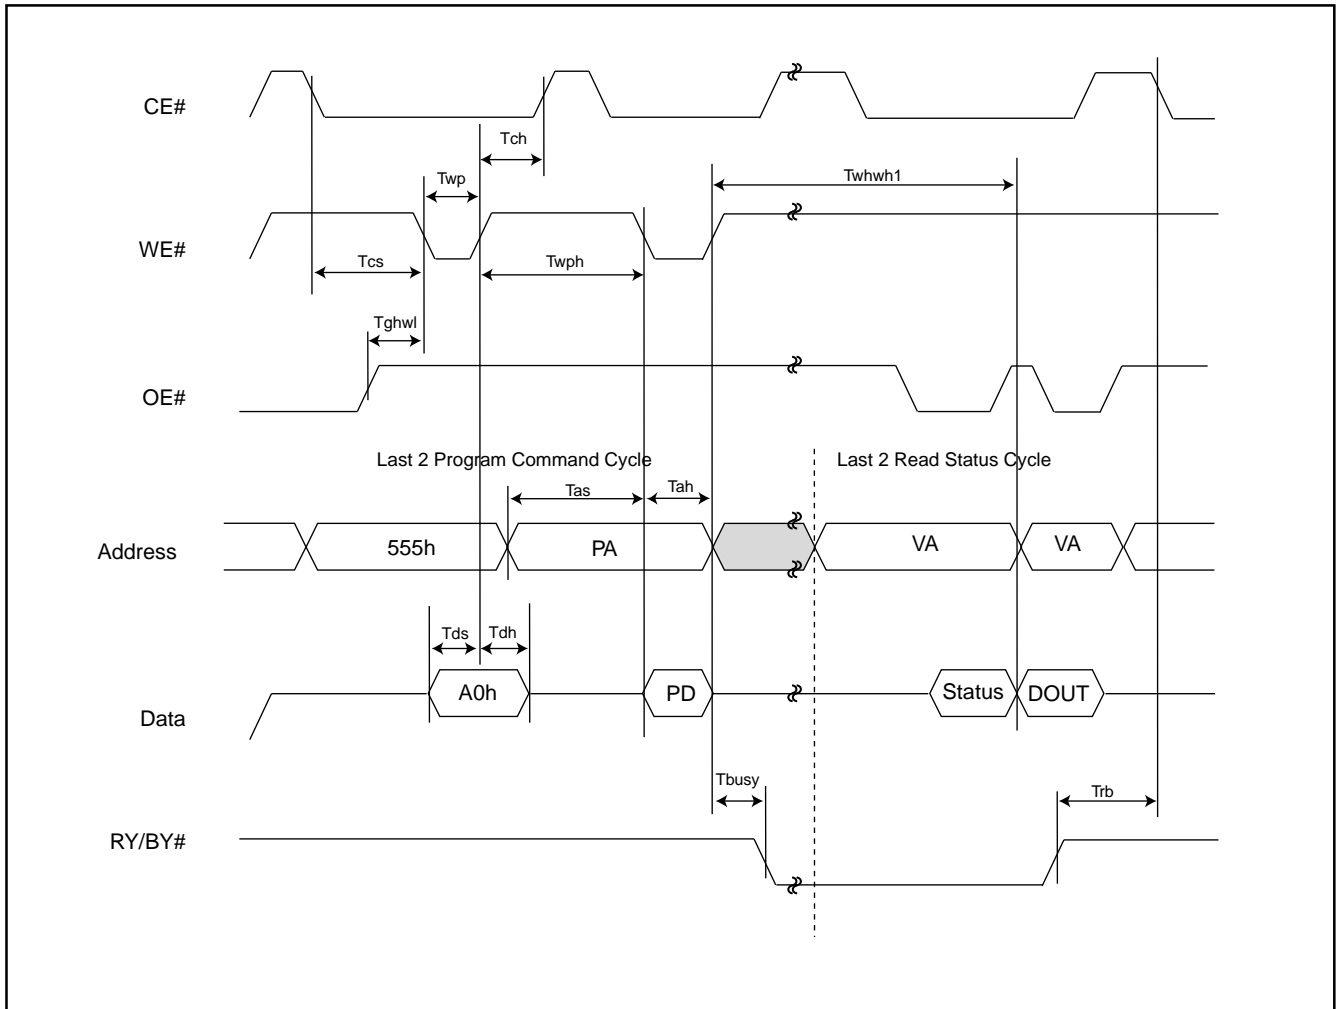 CE#
Tch
Twp
Twhwh1
WE#
Tcs
Twph
Tghwl
OE#
Last 2 Program Command Cycle
Last 2 Read Status Cycle
Tas
Tah
Address
555h
PA
VA
VA
Tds
Tdh
Data
A0h
PD
Status
DOUT
Tbusy
Trb
RY/BY#